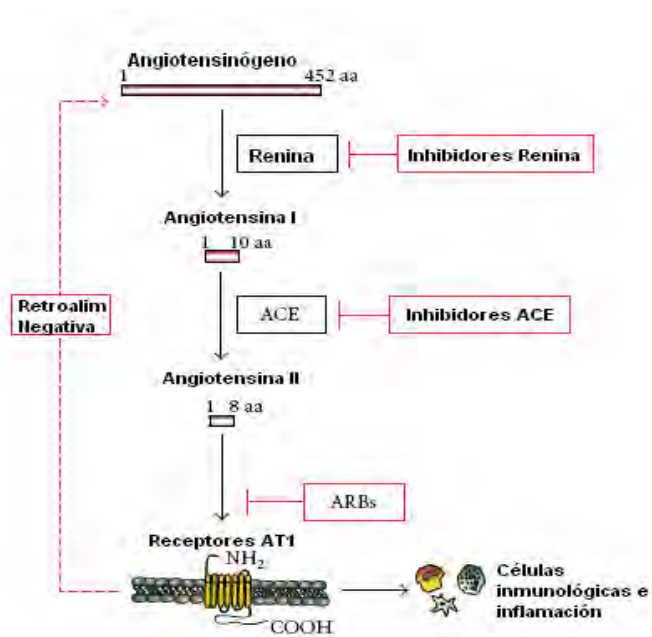 Angiotensinógeno
1 452 aa
Renina
Inhibidores Renina
Angiotensina I
1 10 aa
Retroalim
Negativa
ACE
Inhibidores ACE
Angiotensina II
1 8 aa
ARBs
Receptores AT1
NH2
COOH
Células
inmunológicas e
inflamación